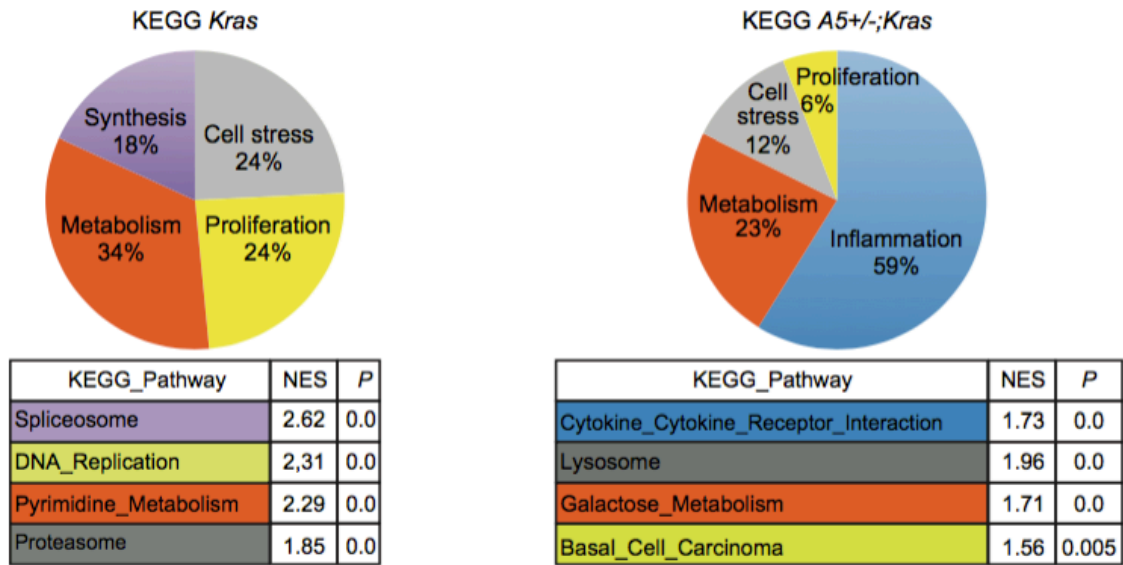 KEGG Kras
Synthesis
18%
Cell stress
24%
Metabolism
34%
Proliferation
24%
KEGG_Pathway NES P
Spliceosome 2.62 0.0
DNA_Replication 2,31 0.0
Pyrimidine_Metabolism 2.29 0.0
Proteasome 1.85 0.0
KEGG A5+/-;Kras
Proliferation
6%
Cell
stress
12%
Metabolism
23%
Inflammation
59%
KEGG_Pathway NES P
Cytokine_Cytokine_Receptor_Interaction 1.73 0.0
Lysosome 1.96 0.0
Galactose_Metabolism 1.71 0.0
Basal_Cell_Carcinoma 1.56 0.005